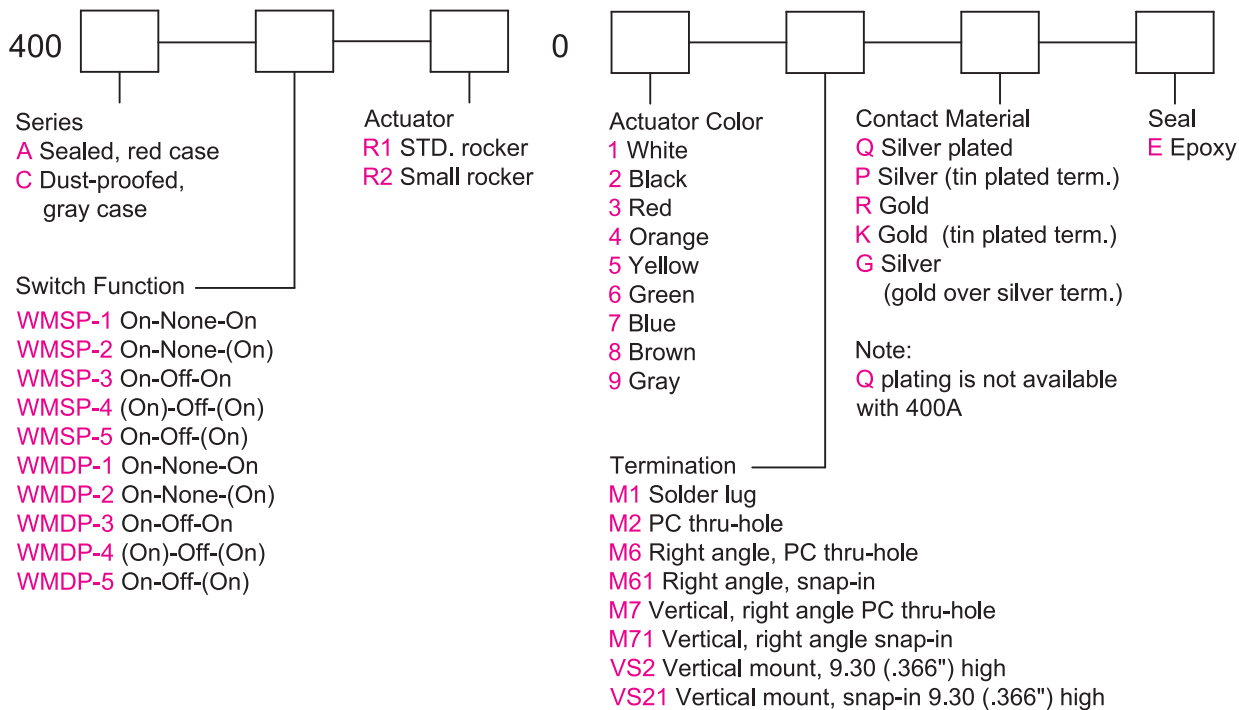 400
0
Series
A Sealed, red case
C Dust-proofed,
gray case
Actuator
R1 STD. rocker
R2 Small rocker
Switch Function
WMSP-1 On-None-On
WMSP-2 On-None-(On)
WMSP-3 On-Off-On
WMSP-4 (On)-Off-(On)
WMSP-5 On-Off-(On)
WMDP-1 On-None-On
WMDP-2 On-None-(On)
WMDP-3 On-Off-On
WMDP-4 (On)-Off-(On)
WMDP-5 On-Off-(On)
Actuator Color
1 White
2 Black
3 Red
4 Orange
5 Yellow
6 Green
7 Blue
8 Brown
9 Gray
Termination
M1 Solder lug
M2 PC thru-hole
M6 Right angle, PC thru-hole
M61 Right angle, snap-in
M7 Vertical, right angle PC thru-hole
M71 Vertical, right angle snap-in
VS2 Vertical mount, 9.30 (.366") high
VS21 Vertical mount, snap-in 9.30 (.366") high
Contact Material
Q Silver plated
P Silver (tin plated term.)
R Gold
K Gold (tin plated term.)
G Silver
(gold over silver term.)
Note:
Q plating is not available
with 400A
Seal
E Epoxy